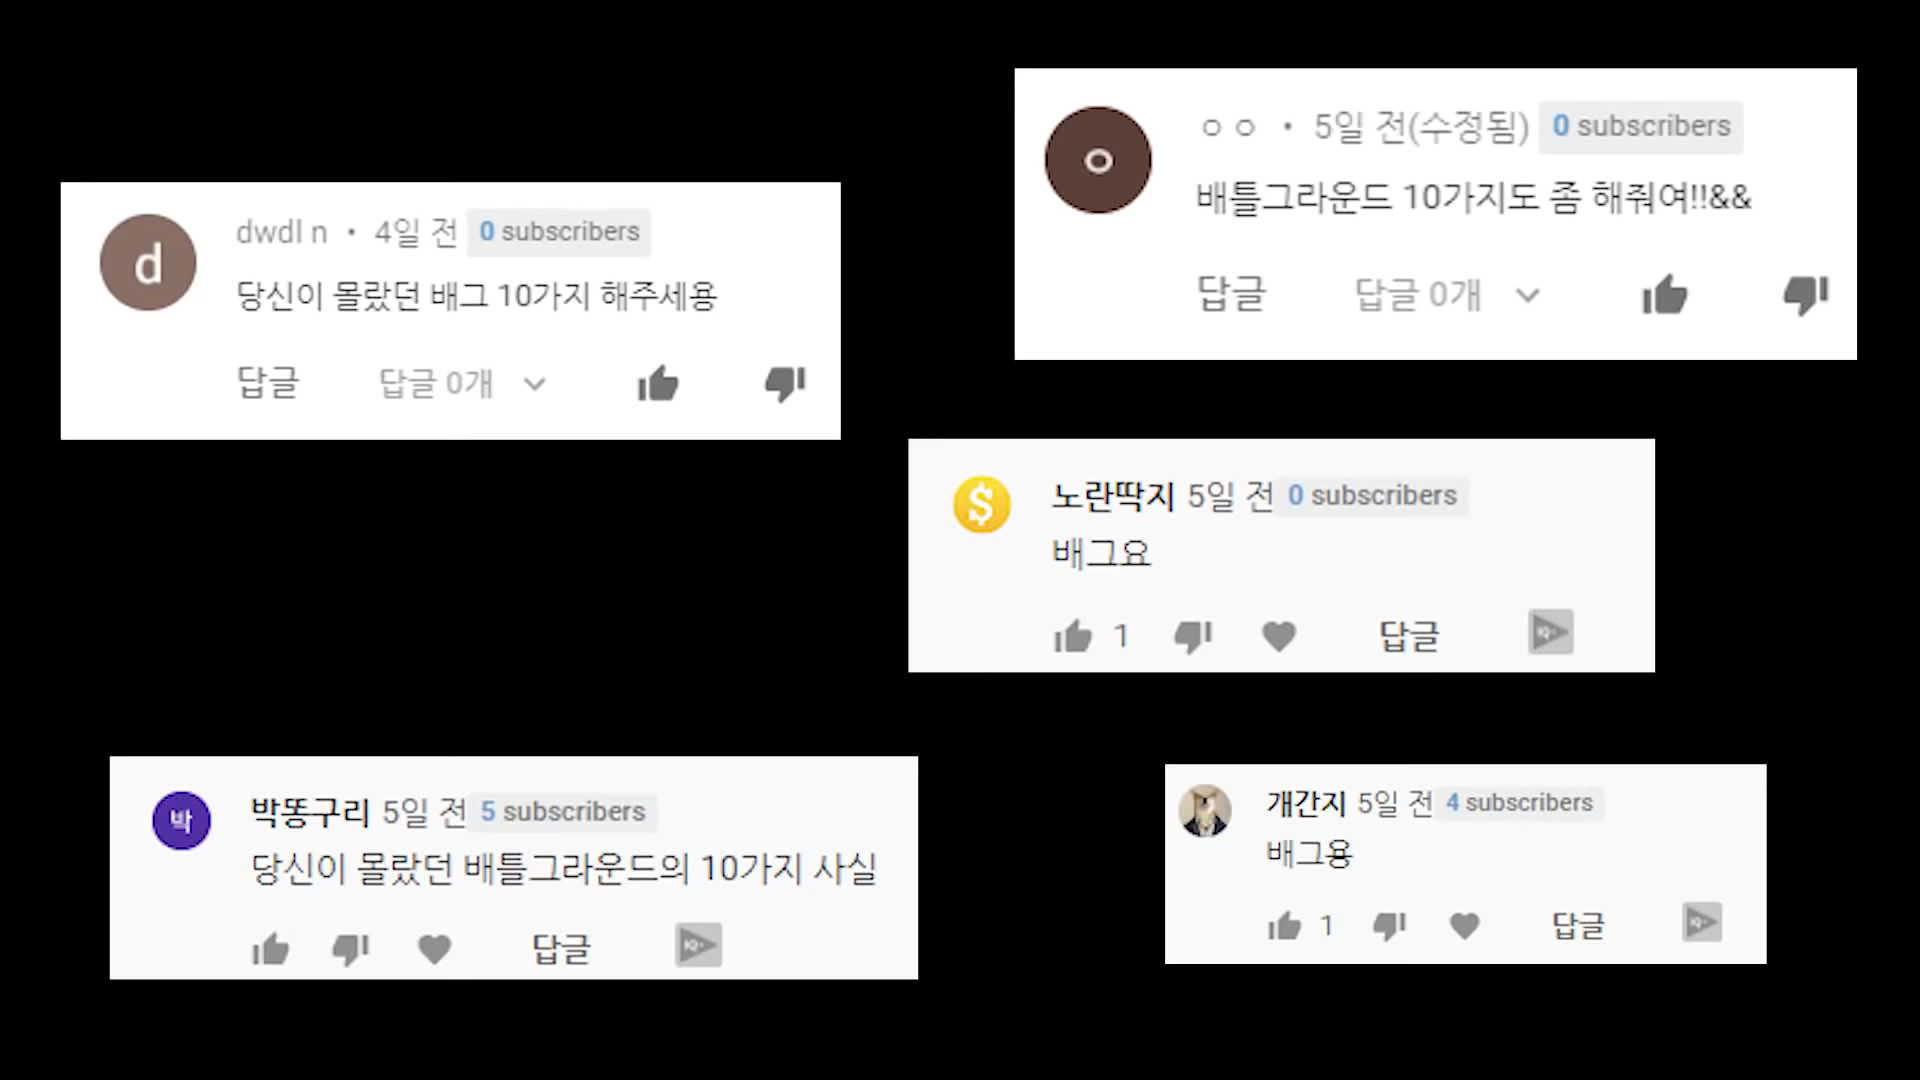 d
dwdl n • 4일 전 0 subscribers
당신이 몰랐던 배그 10가지 해주세용
답글 답글 0개
ㅇ
ㅇㅇ • 5일 전(수정됨) 0 subscribers
배틀그라운드 10가지도 좀 해줘여!!&&
답글 답글 0개
$
노란딱지 5일 전 0 subscribers
배그요
1 답글
IQ
박
박똥구리 5일 전 5 subscribers
당신이 몰랐던 배틀그라운드의 10가지 사실
답글
IQ
개간지 5일 전 4 subscribers
배그용
1 답글
IQ